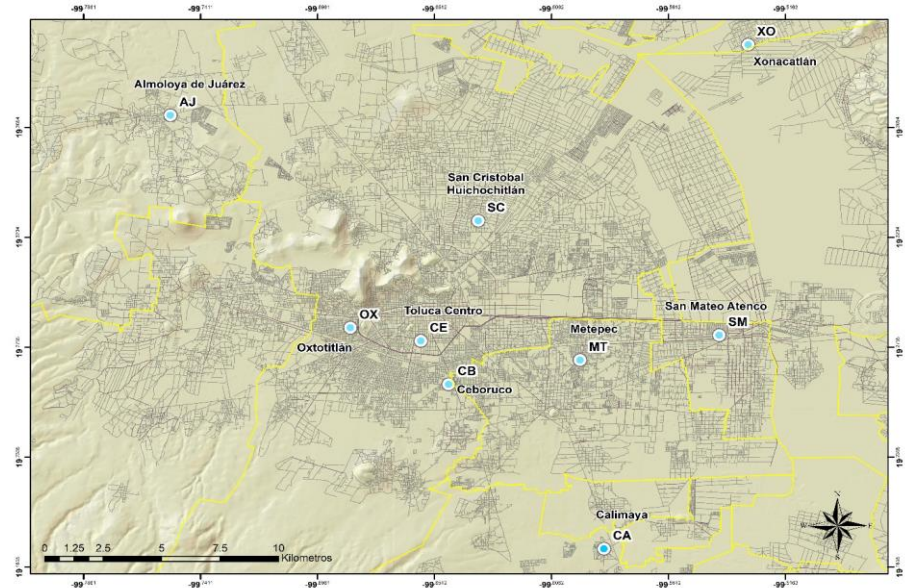 XO
Xonacatlán
Almoloya de Juárez
AJ
San Cristobal
Huichochitlán
SC
San Mateo Atenco
SM
OX
Toluca Centro
CE
Metepec
MT
Oxtotitlán
CB
Ceboruco
Calimaya
CA
N
W
E
S
0 1.25 2.5 5 7.5 10
Kilometros